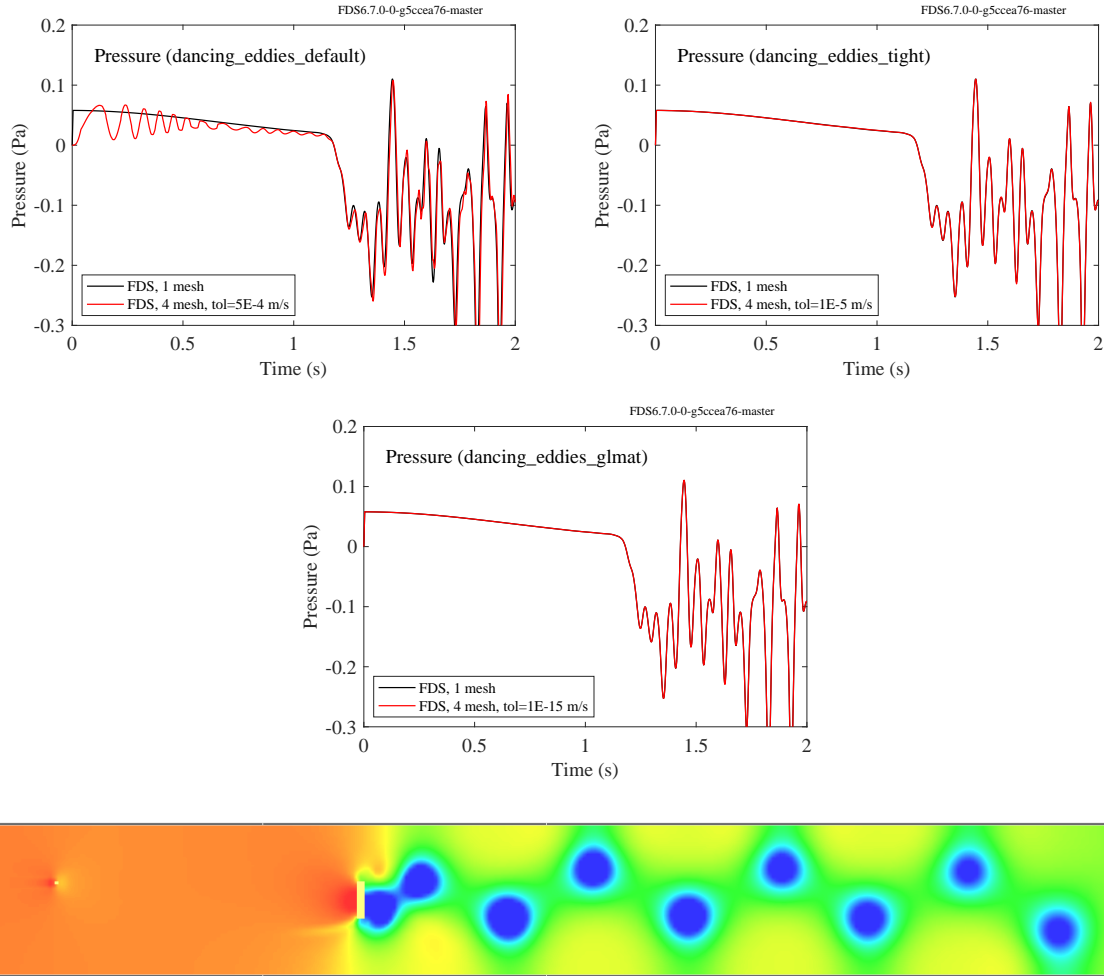 FDS6.7.0-0-g5ccea76-master
Pressure (dancing_eddies_default)
0.2
0.1
0
-0.1
-0.2
-0.3
Pressure (Pa)
FDS, 1 mesh
FDS, 4 mesh, tol=5E-4 m/s
0
0.5
1
1.5
2
Time (s)
FDS6.7.0-0-g5ccea76-master
Pressure (dancing_eddies_tight)
0.2
0.1
0
-0.1
-0.2
-0.3
Pressure (Pa)
FDS, 1 mesh
FDS, 4 mesh, tol=1E-5 m/s
0
0.5
1
1.5
2
Time (s)
FDS6.7.0-0-g5ccea76-master
Pressure (dancing_eddies_glmat)
0.2
0.1
0
-0.1
-0.2
-0.3
Pressure (Pa)
FDS, 1 mesh
FDS, 4 mesh, tol=1E-15 m/s
0
0.5
1
1.5
2
Time (s)